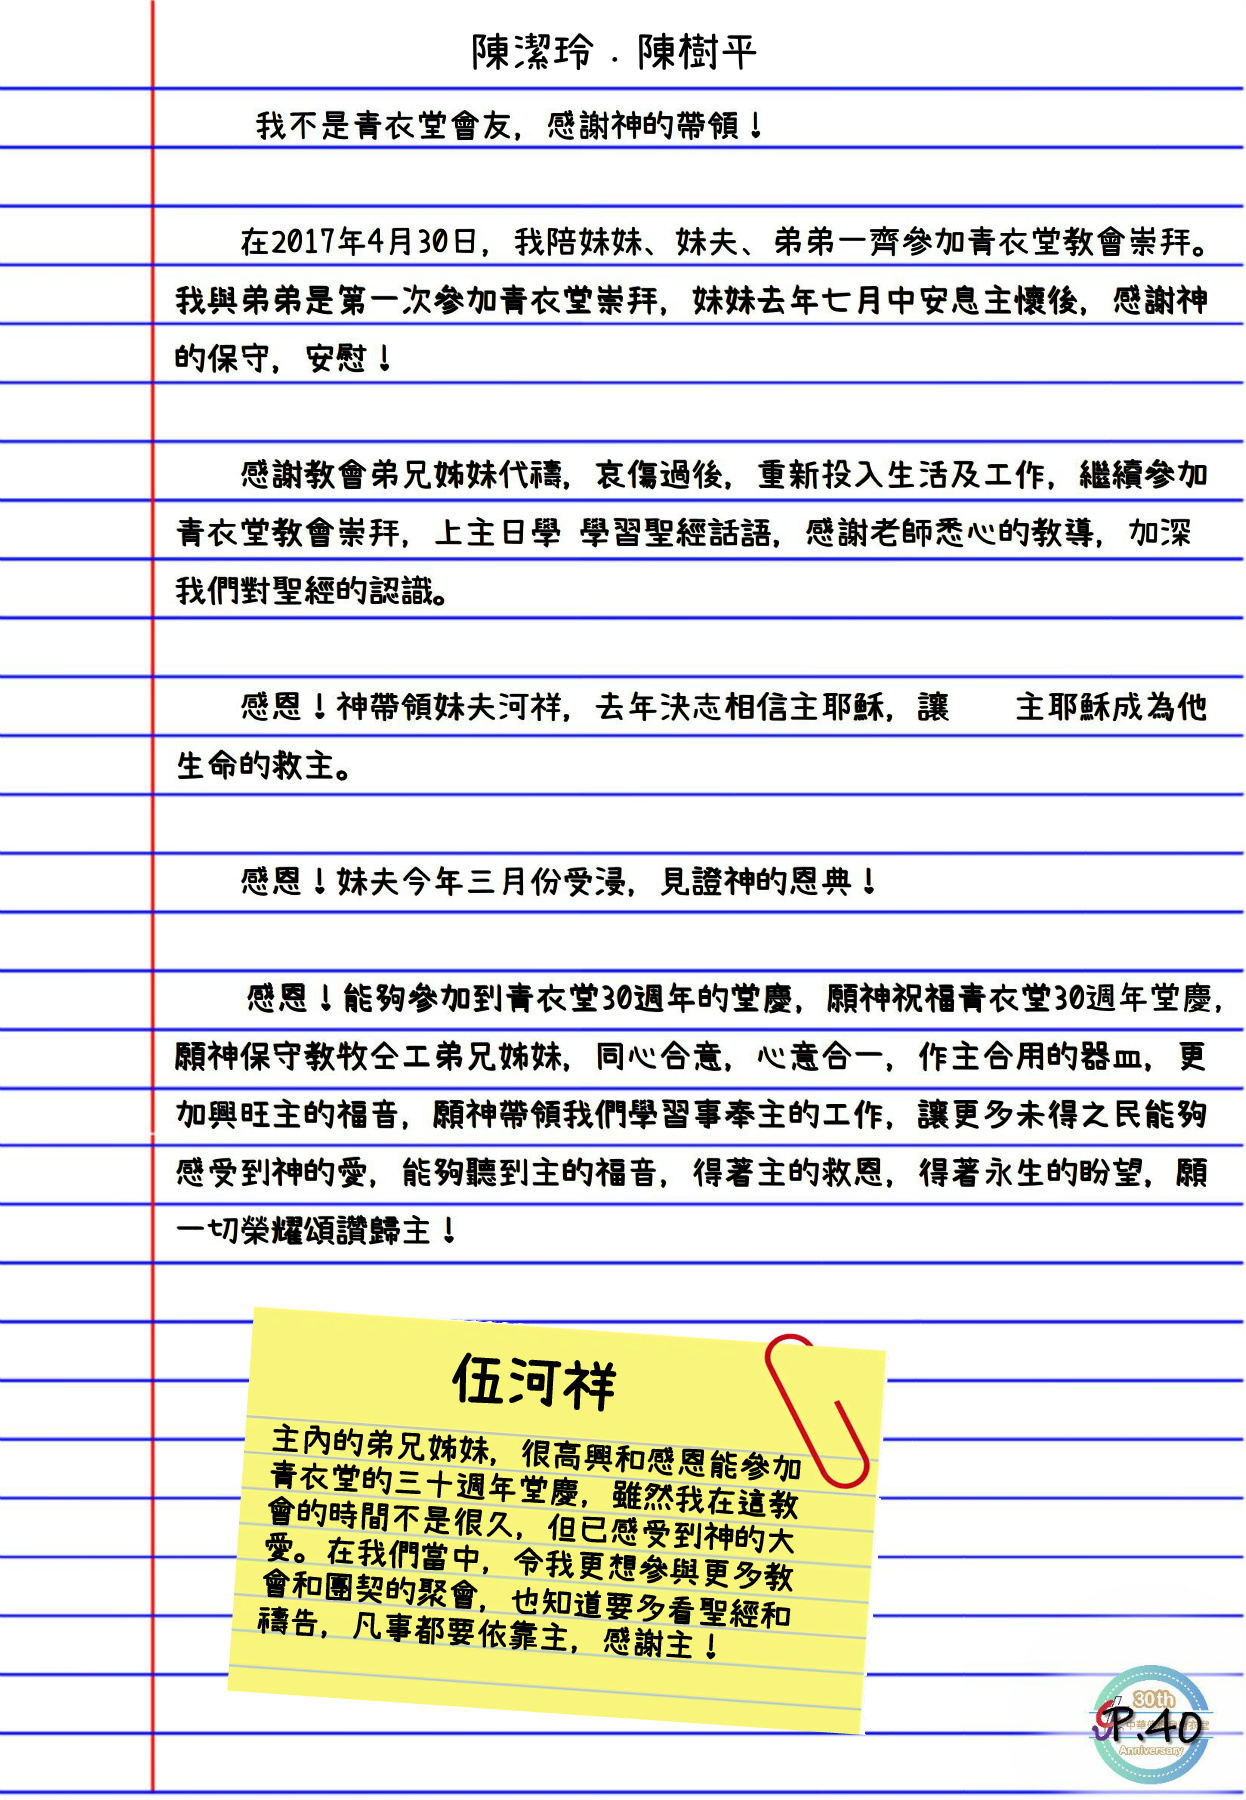 陳潔玲．陳樹平
我不是青衣堂會友，感謝神的帶領！
在2017年4月30日，我陪妹妹、妹夫、弟弟一齊參加青衣堂教會崇拜。
我與弟弟是第一次參加青衣堂崇拜，妹妹去年七月中安息主懷後，感謝神
的保守，安慰！
感謝教會弟兄姊妹代禱，哀傷過後，重新投入生活及工作，繼續參加
青衣堂教會崇拜，上主日學 學習聖經話語，感謝老師悉心的教導，加深
我們對聖經的認識。
感恩！神帶領妹夫河祥，去年決志相信主耶穌，讓　　主耶穌成為他
生命的救主。
感恩！妹夫今年三月份受浸，見證神的恩典！
感恩！能夠參加到青衣堂30週年的堂慶，願神祝福青衣堂30週年堂慶，
願神保守教牧仝工弟兄姊妹，同心合意，心意合一，作主合用的器皿，更
加興旺主的福音，願神帶領我們學習事奉主的工作，讓更多未得之民能夠
感受到神的愛，能夠聽到主的福音，得著主的救恩，得著永生的盼望，願
一切榮耀頌讚歸主！
伍河祥
主內的弟兄姊妹，很高興和感恩能參加
青衣堂的三十週年堂慶，雖然我在這教
會的時間不是很久，但已感受到神的大
愛。在我們當中，令我更想參與更多教
會和團契的聚會，也知道要多看聖經和
禱告，凡事都要依靠主，感謝主！
30th
P.40
Anniversary